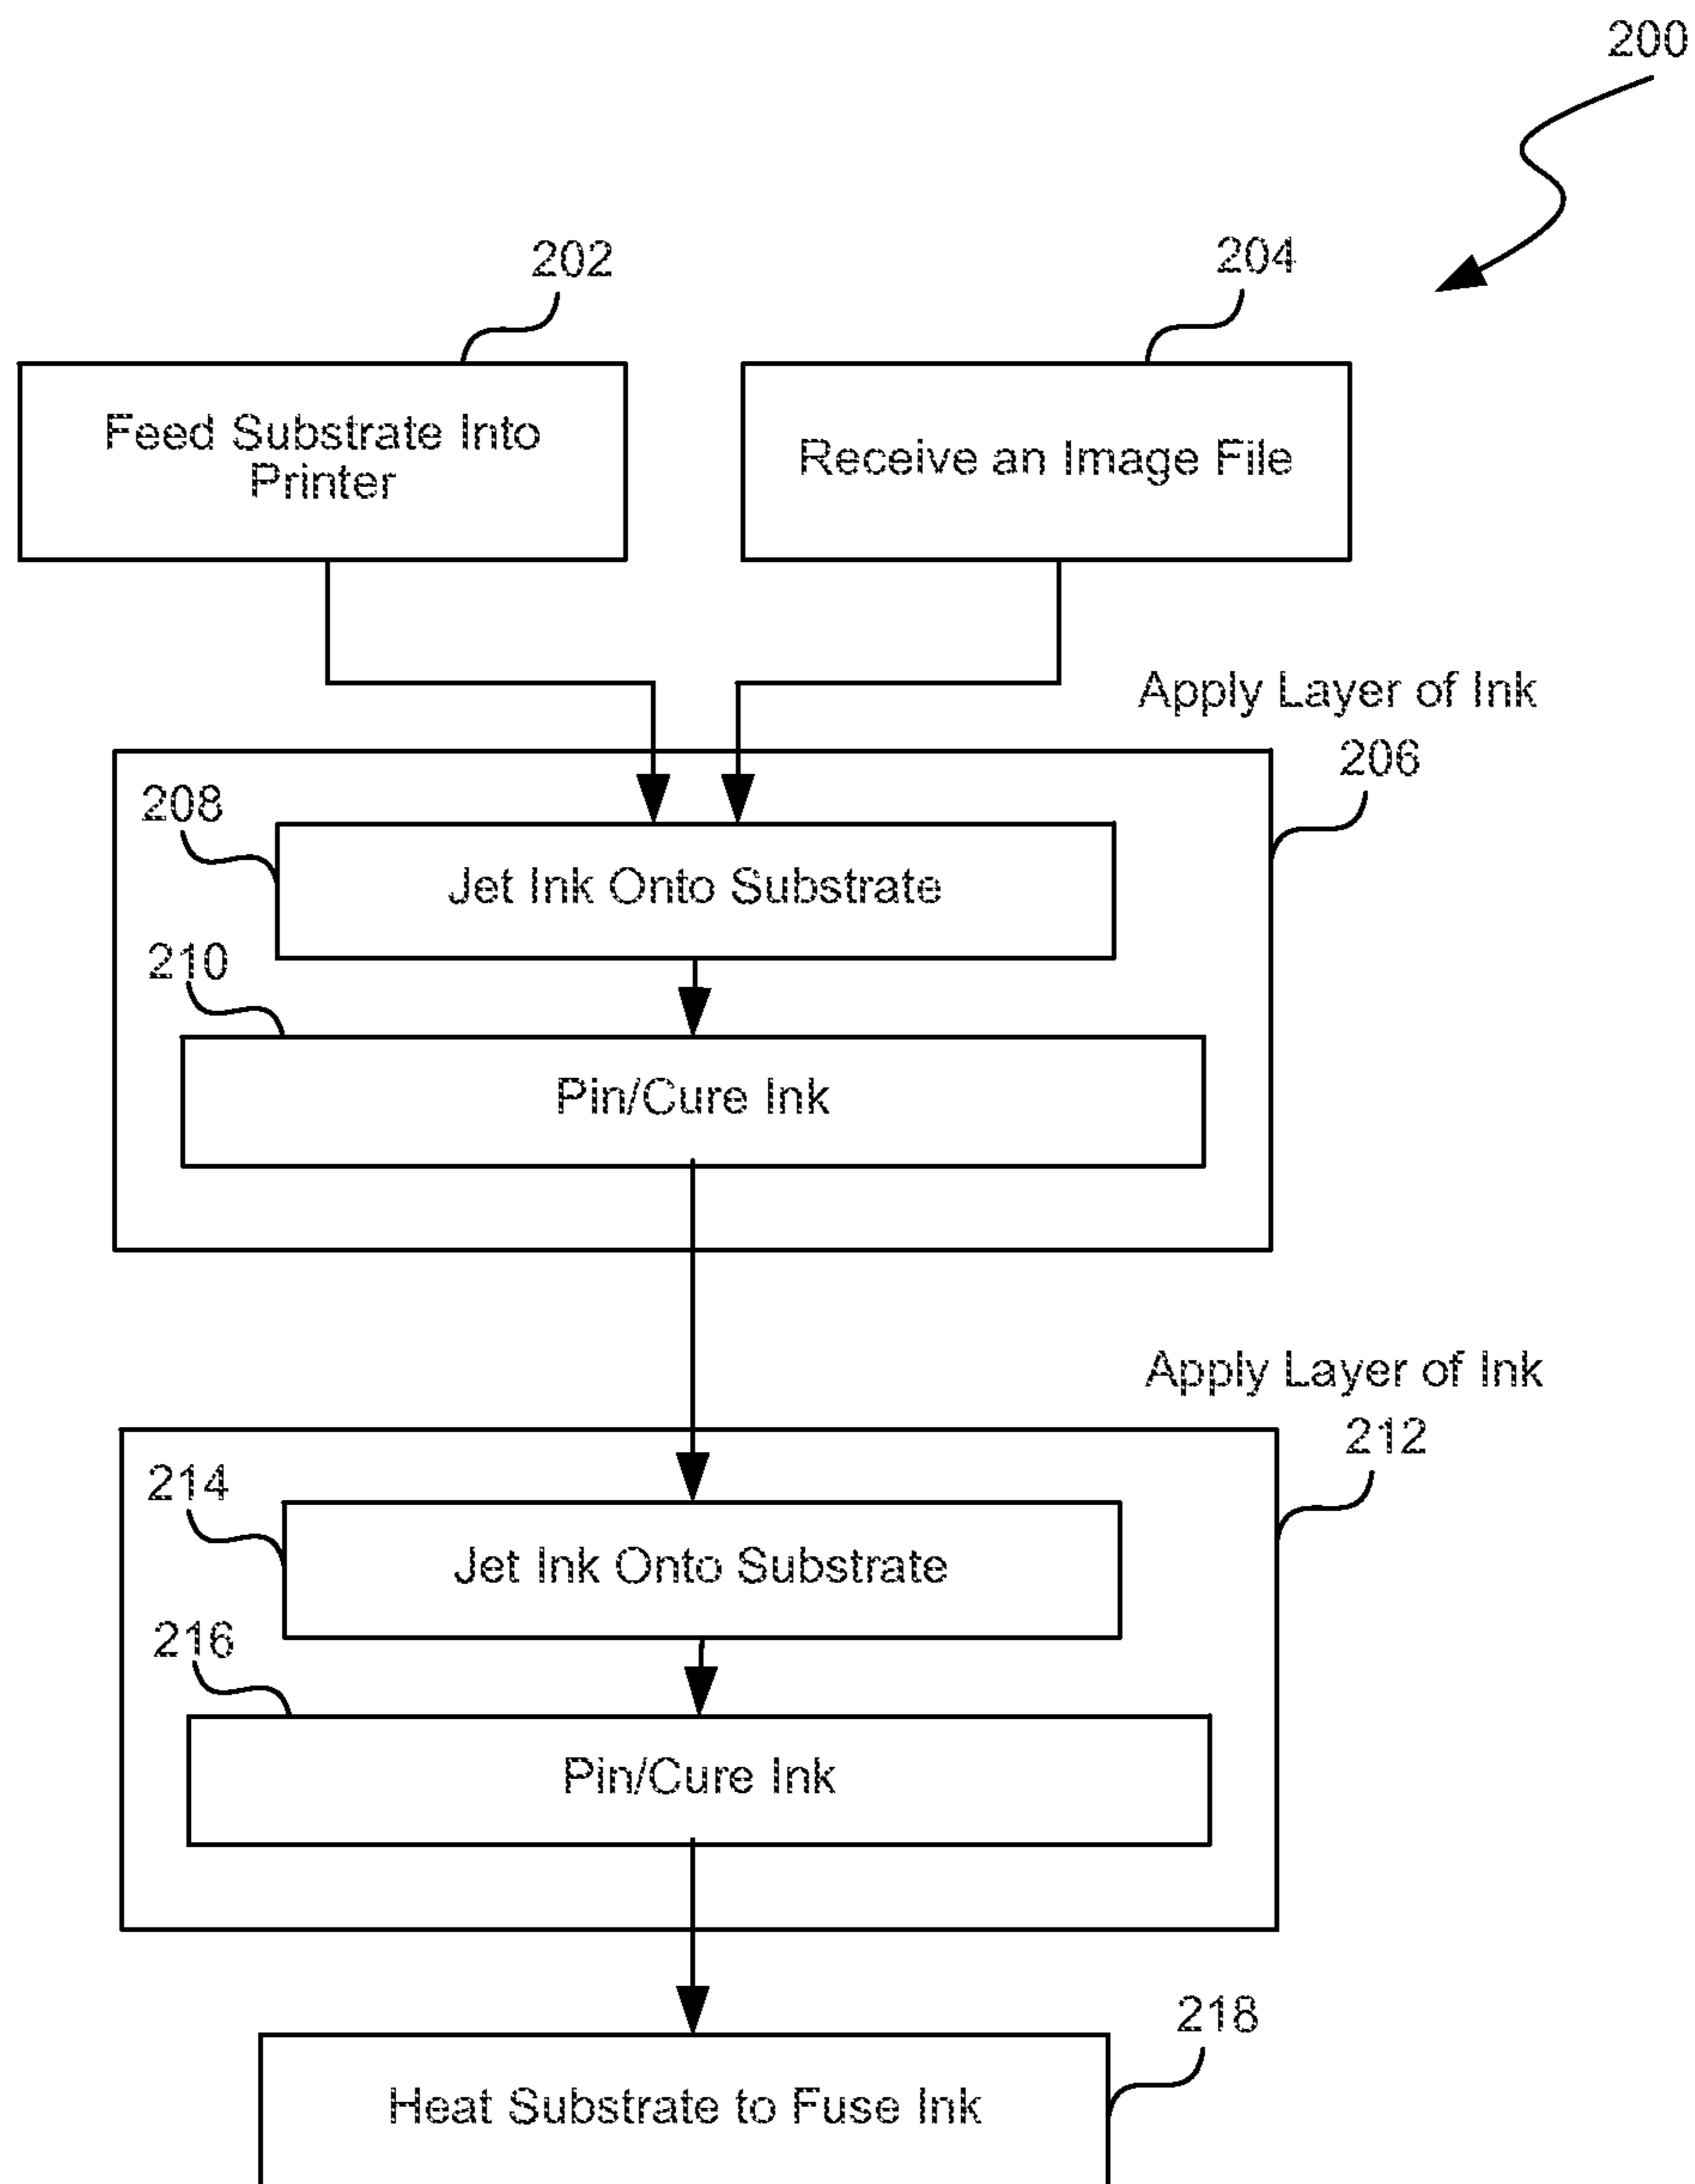 200
202
204
Feed Substrate Into
Printer
Receive an Image File
Apply Layer of Ink
206
208
Jet Ink Onto Substrate
210
Pin/Cure Ink
Apply Layer of Ink
212
214
Jet Ink Onto Substrate
216
Pin/Cure Ink
218
Heat Substrate to Fuse Ink